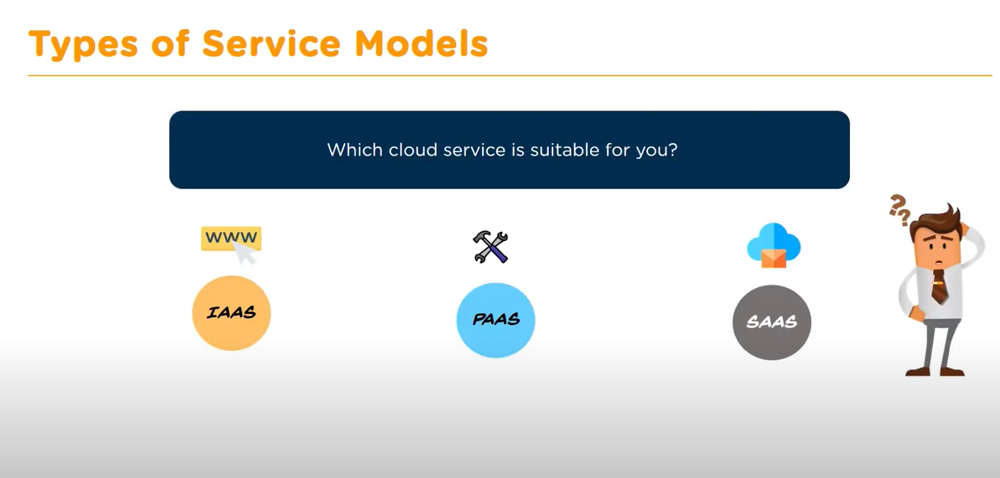 Types of Service Models
Which cloud service is suitable for you?
??
WWW
IAAS
PAAS
SAAS